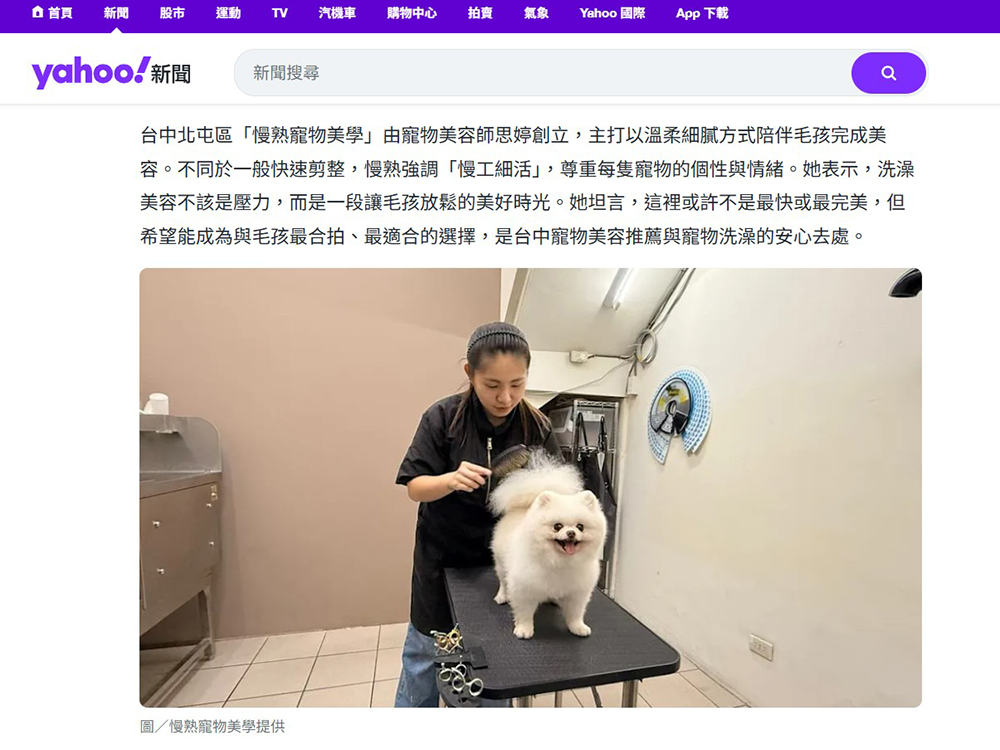 首頁 新聞 股市 運動 TV 汽機車 購物中心 拍賣 氣象 Yahoo 國際 App 下載
yahoo!新聞
新聞搜尋
台中北屯區「慢熟寵物美學」由寵物美容師思婷創立，主打以溫柔細膩方式陪伴毛孩完成美
容。不同於一般快速剪整，慢熟強調「慢工細活」，尊重每隻寵物的個性與情緒。她表示，洗澡
美容不該是壓力，而是一段讓毛孩放鬆的美好時光。她坦言，這裡或許不是最快或最完美，但
希望能成為與毛孩最合拍、最適合的選擇，是台中寵物美容推薦與寵物洗澡的安心去處。
圖／慢熟寵物美學提供